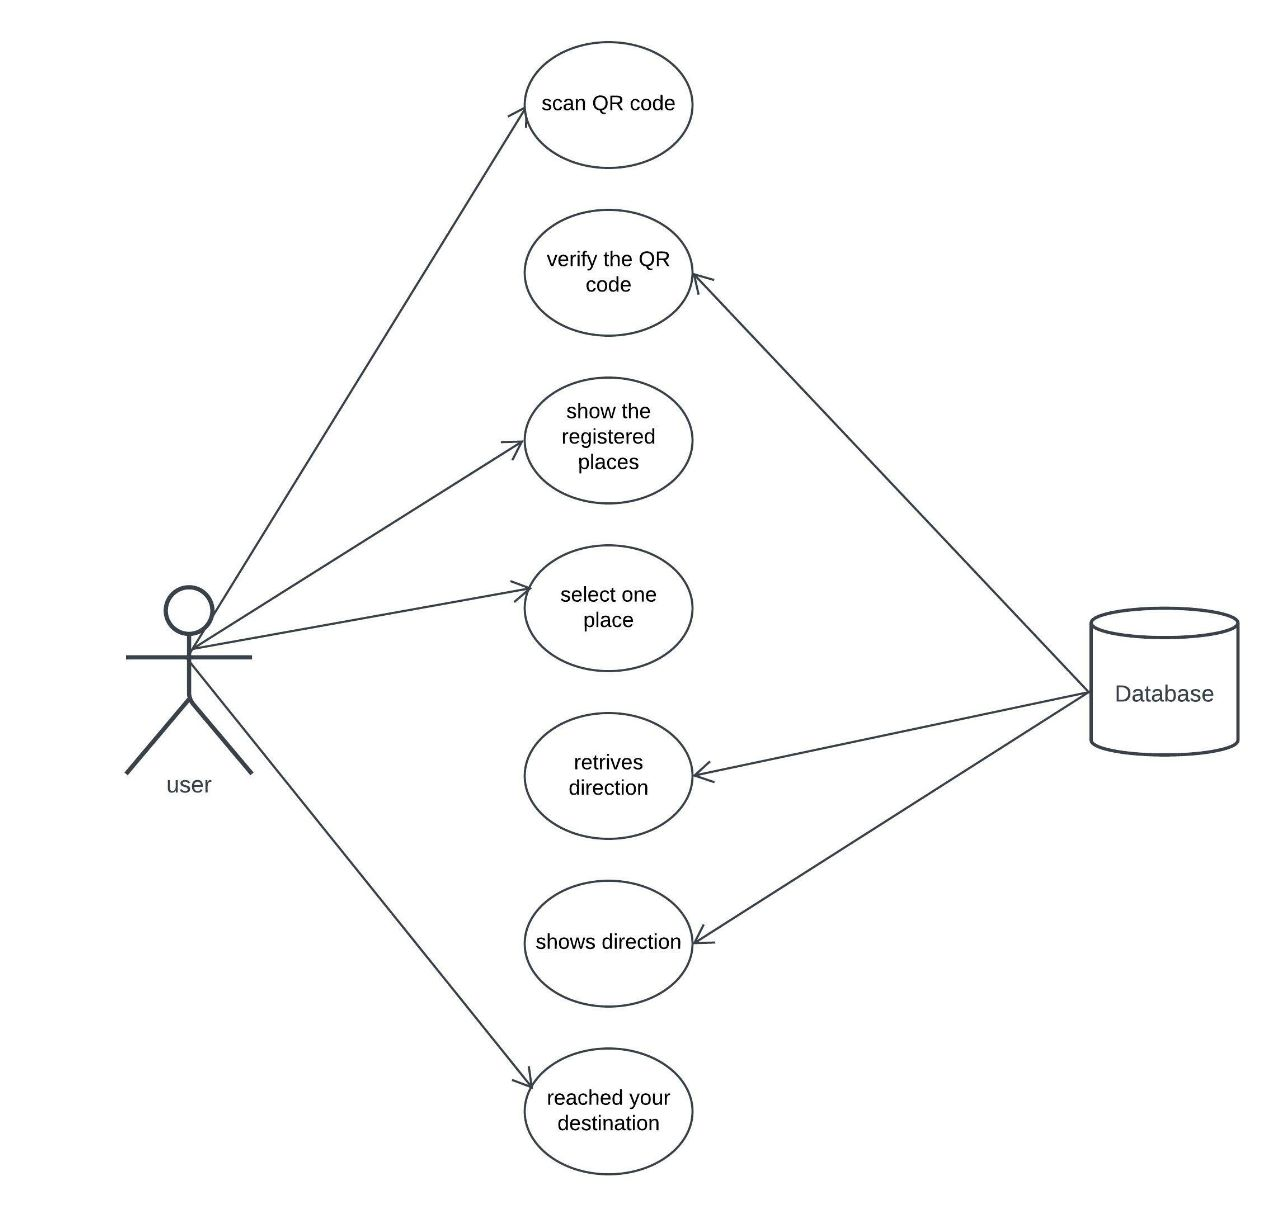 scan QR code
verify the QR
code
show the
registered
places
select one
place
user
Database
retrives
direction
shows direction
reached your
destination